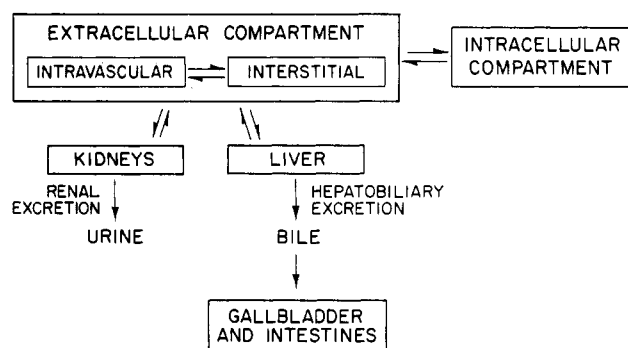 EXTRACELLULAR COMPARTMENT
INTRAVASCULAR
INTERSTITIAL
INTRACELLULAR
COMPARTMENT
KIDNEYS
LIVER
RENAL
EXCRETION
HEPATOBILIARY
EXCRETION
URINE
BILE
GALLBLADDER
AND INTESTINES